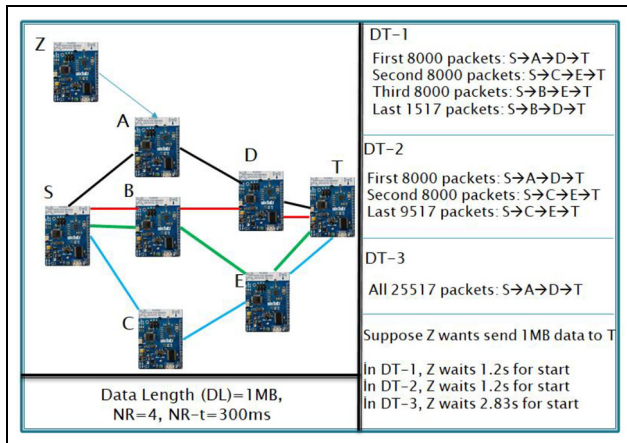 Z
A
D
T
S
B
E
C
Data Length (DL)=1MB,
NR=4, NR-t=300ms
DT-1
First 8000 packets: S→A→D→T
Second 8000 packets: S→C→E→T
Third 8000 packets: S→B→E→T
Last 1517 packets: S→B→D→T
DT-2
First 8000 packets: S→A→D→T
Second 8000 packets: S→C→E→T
Last 9517 packets: S→C→E→T
DT-3
All 25517 packets: S→A→D→T
Suppose Z wants send 1MB data to T
İn DT-1, Z waits 1.2s for start
İn DT-2, Z waits 1.2s for start
İn DT-3, Z waits 2.83s for start